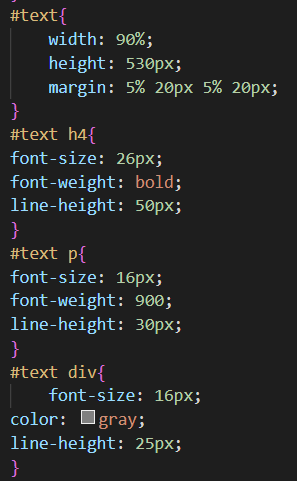 #text{
    width: 90%;
    height: 530px;
    margin: 5% 20px 5% 20px;
}
#text h4{
font-size: 26px;
font-weight: bold;
line-height: 50px;
}
#text p{
font-size: 16px;
font-weight: 900;
line-height: 30px;
}
#text div{
    font-size: 16px;
color: gray;
line-height: 25px;
}